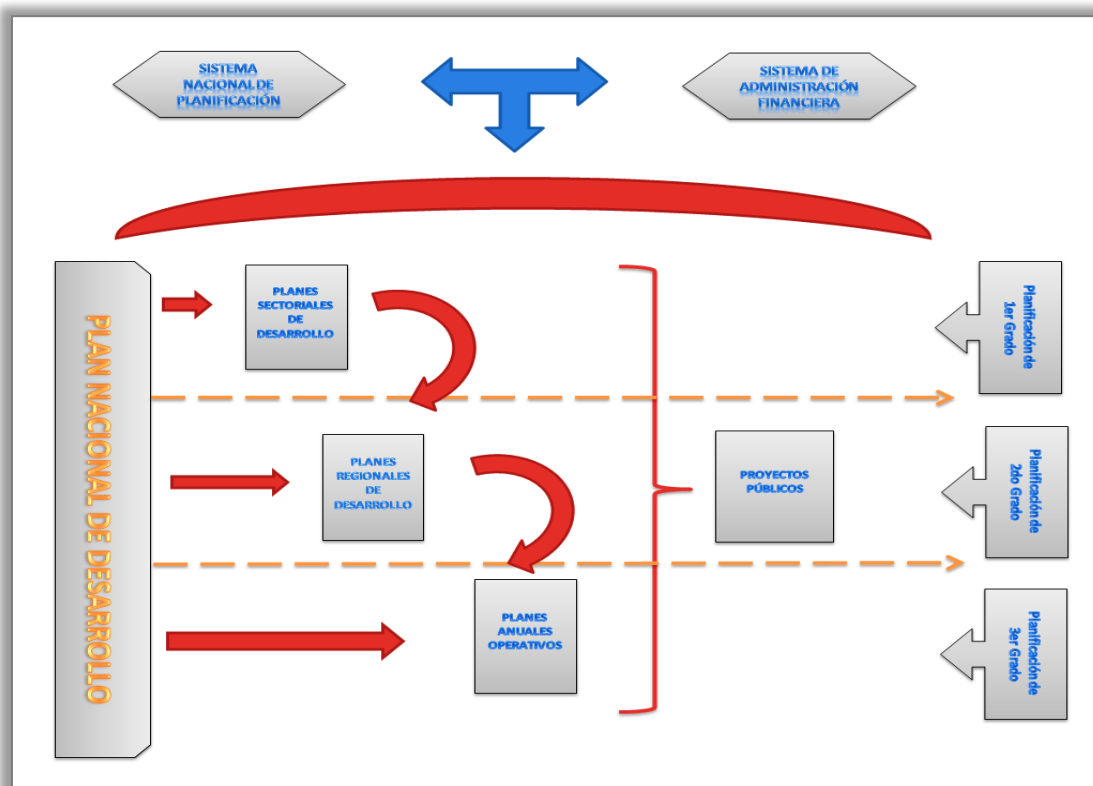 SISTEMA
NACIONAL DE
PLANIFICACIÓN
SISTEMA DE
ADMINISTRACIÓN
FINANCIERA
PLAN NACIONAL DE DESARROLLO
PLANES
SECTORIALES
DE
DESARROLLO
PLANES
REGIONALES
DE
DESARROLLO
PLANES
ANUALES
OPERATIVOS
PROYECTOS
PÚBLICOS
Planificación de
1er Grado
Planificación de
2do Grado
Planificación de
3er Grado